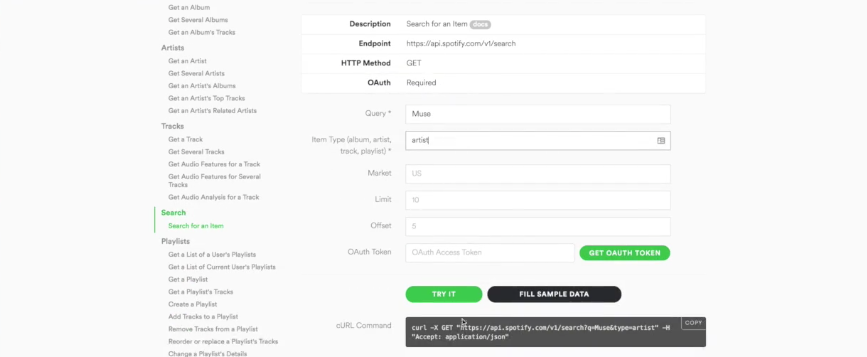 Get an Album
Get Several Albums
Get an Album's Tracks
Artists
Get an Artist
Get Several Artists
Get an Artist's Albums
Get an Artist's Top Tracks
Get an Artist's Related Artists
Tracks
Get a Track
Get Several Tracks
Get Audio Features for a Track
Get Audio Features for Several
Tracks
Get Audio Analysis for a Track
Search
Search for an Item
Playlists
Get a List of a User's Playlists
Get a List of Current User's Playlists
Get a Playlist
Get a Playlist's Tracks
Create a Playlist
Add Tracks to a Playlist
Remove Tracks from a Playlist
Reorder or replace a Playlist's Tracks
Change a Playlist's Details
Description Search for an Item docs
Endpoint https://api.spotify.com/v1/search
HTTP Method GET
OAuth Required
Query * Muse
Item Type (album, artist, artist
track, playlist) *
Market US
Limit 10
Offset 5
OAuth Token OAuth Access Token GET OAUTH TOKEN
TRY IT FILL SAMPLE DATA
cURL Command COPY
curl -X GET "https://api.spotify.com/v1/search?q=Muse&type=artist" -H
"Accept: application/json"